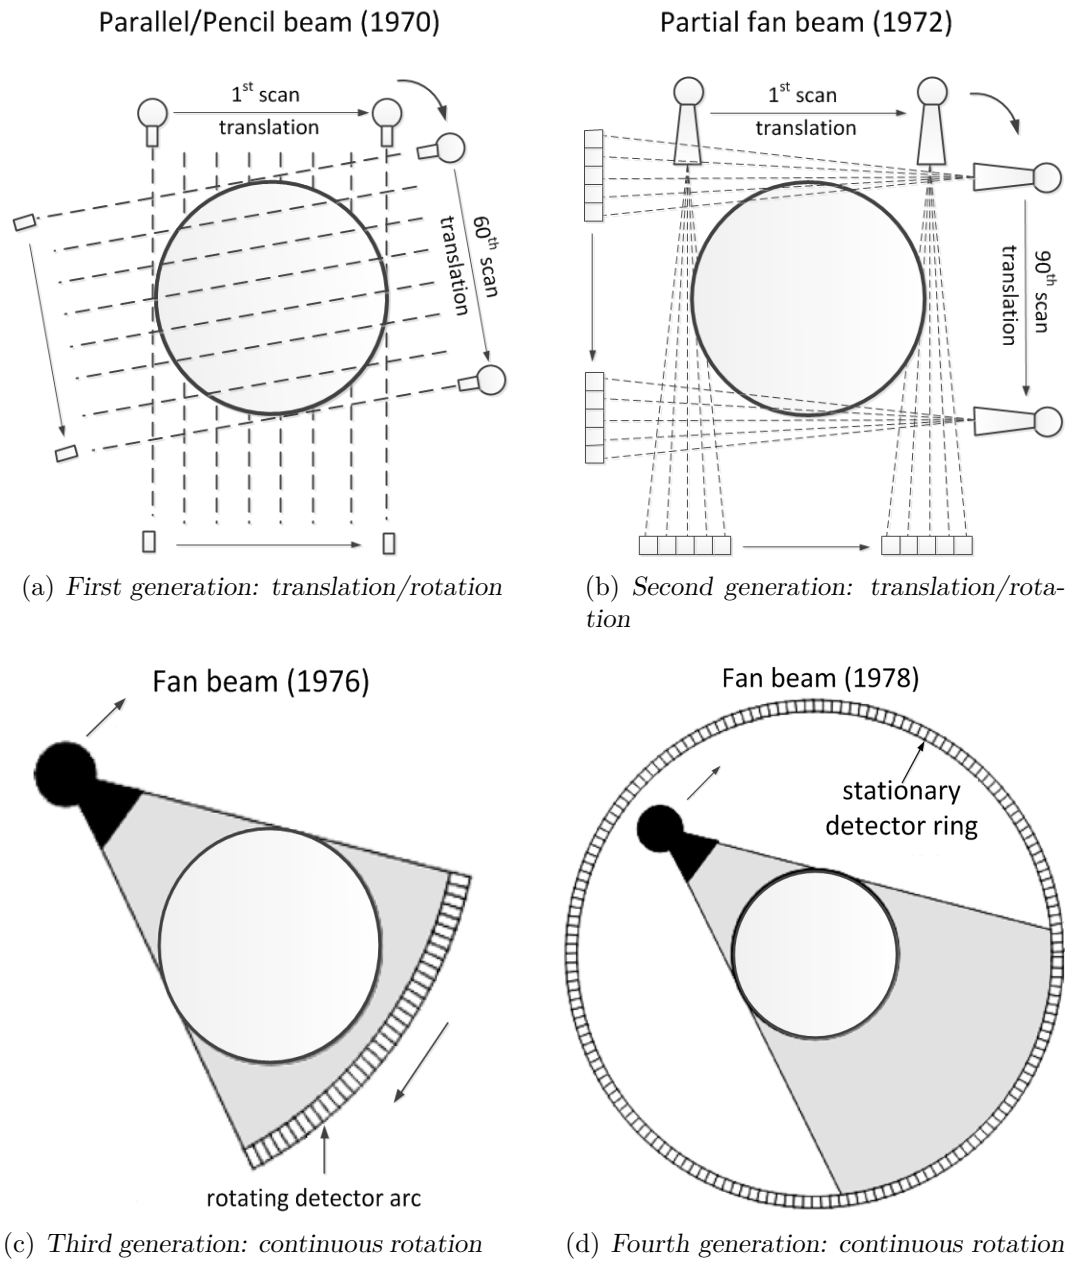 Parallel/Pencil beam (1970)
1st scan
translation
60th scan
translation
(a) First generation: translation/rotation
Partial fan beam (1972)
1st scan
translation
90th scan
translation
(b) Second generation: translation/rota-
tion
Fan beam (1976)
rotating detector arc
(c) Third generation: continuous rotation
Fan beam (1978)
stationary
detector ring
(d) Fourth generation: continuous rotation